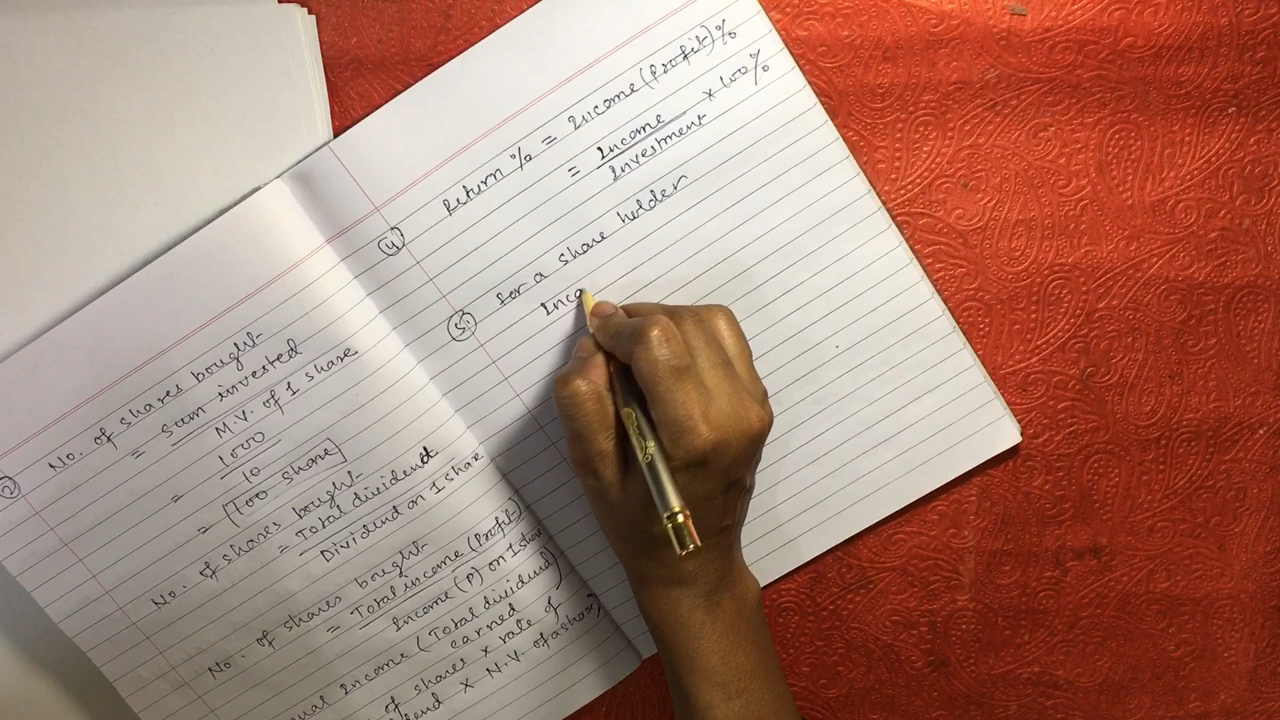 ②
No. of shares bought
= Sum invested
M.V. of 1 share
= 1000
10
= [100 share]
No. of shares bought
= Total dividend
Dividend on 1 share
No. of shares bought
= Total income (Profit)
Income (P) on 1 share
Income (Total dividend)
earned
of shares × rate of
× N.V. of a share)
④ Return % = Income (Profit) %
= Income × 100%
Investment
⑤ For a share holder
Inco